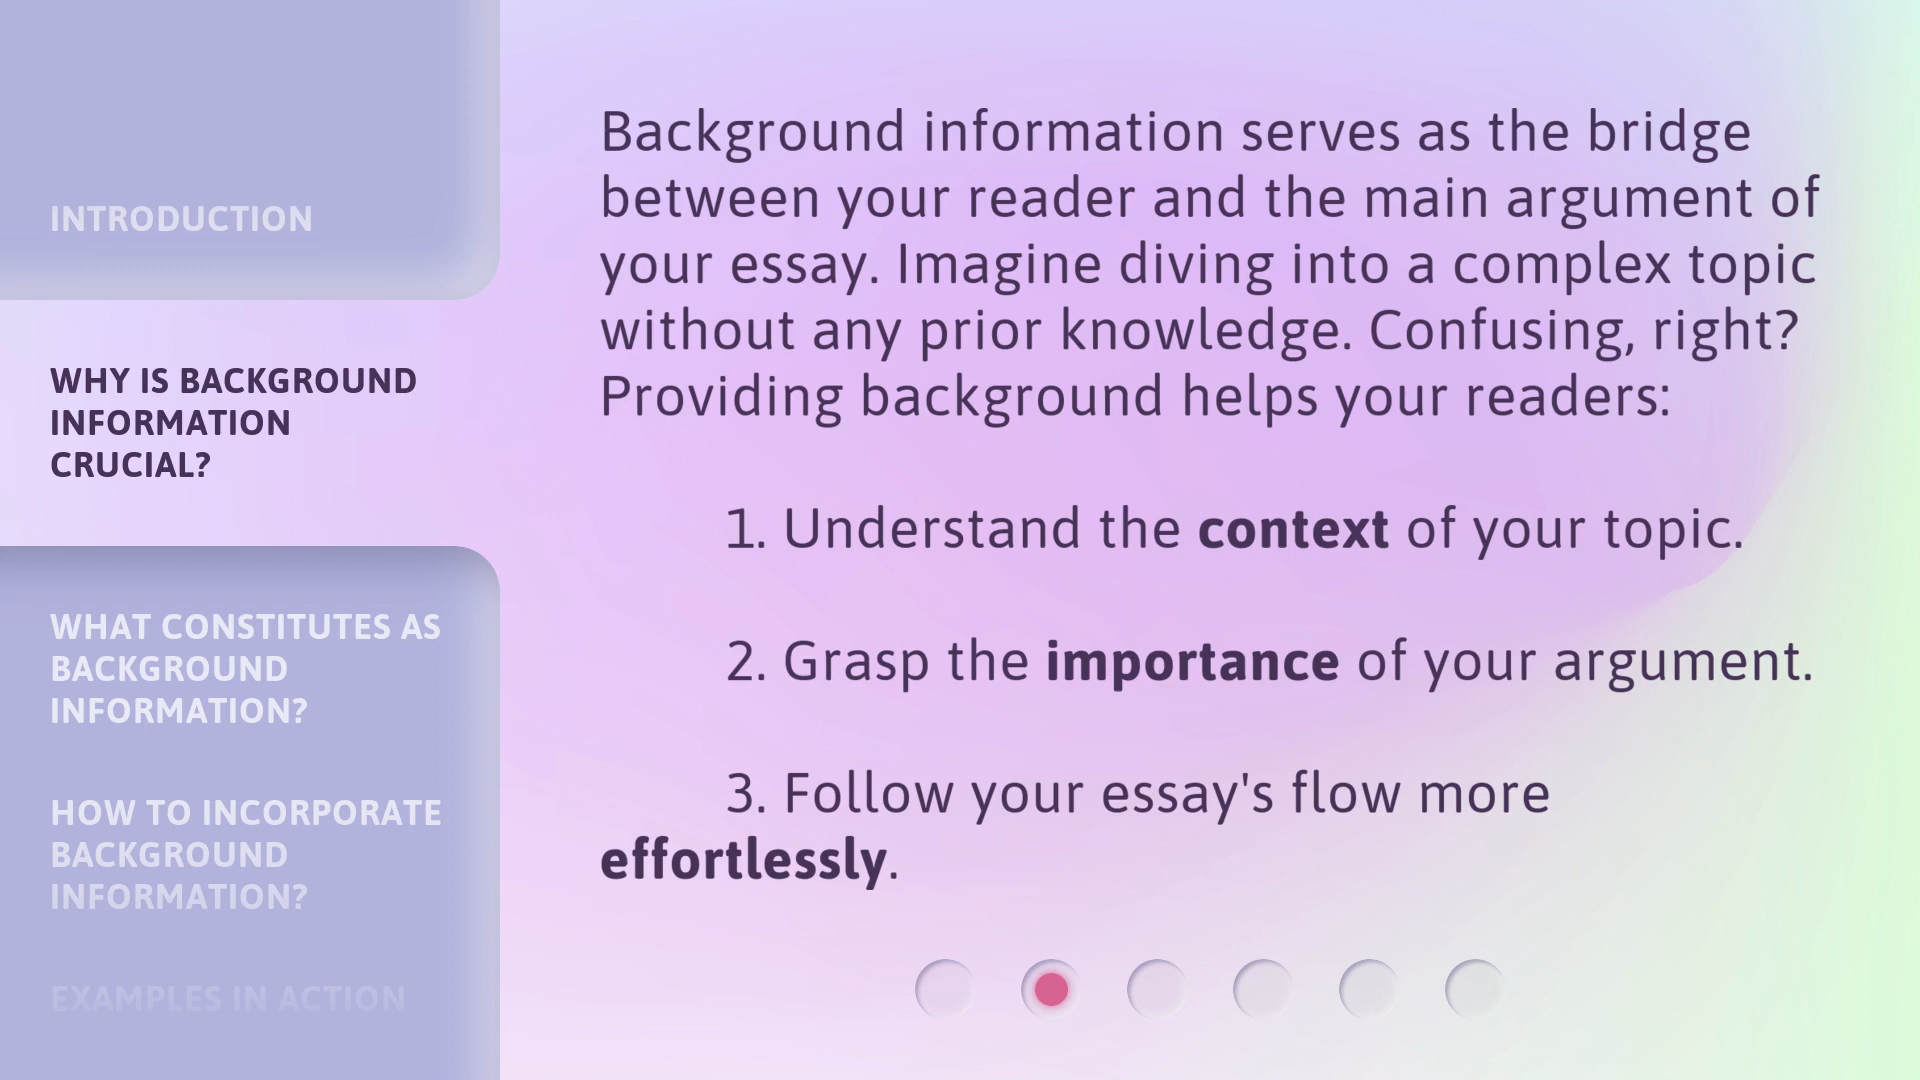 INTRODUCTION
WHY IS BACKGROUND
INFORMATION
CRUCIAL?
WHAT CONSTITUTES AS
BACKGROUND
INFORMATION?
HOW TO INCORPORATE
BACKGROUND
INFORMATION?
EXAMPLES IN ACTION
Background information serves as the bridge
between your reader and the main argument of
your essay. Imagine diving into a complex topic
without any prior knowledge. Confusing, right?
Providing background helps your readers:
1. Understand the context of your topic.
2. Grasp the importance of your argument.
3. Follow your essay's flow more
effortlessly.